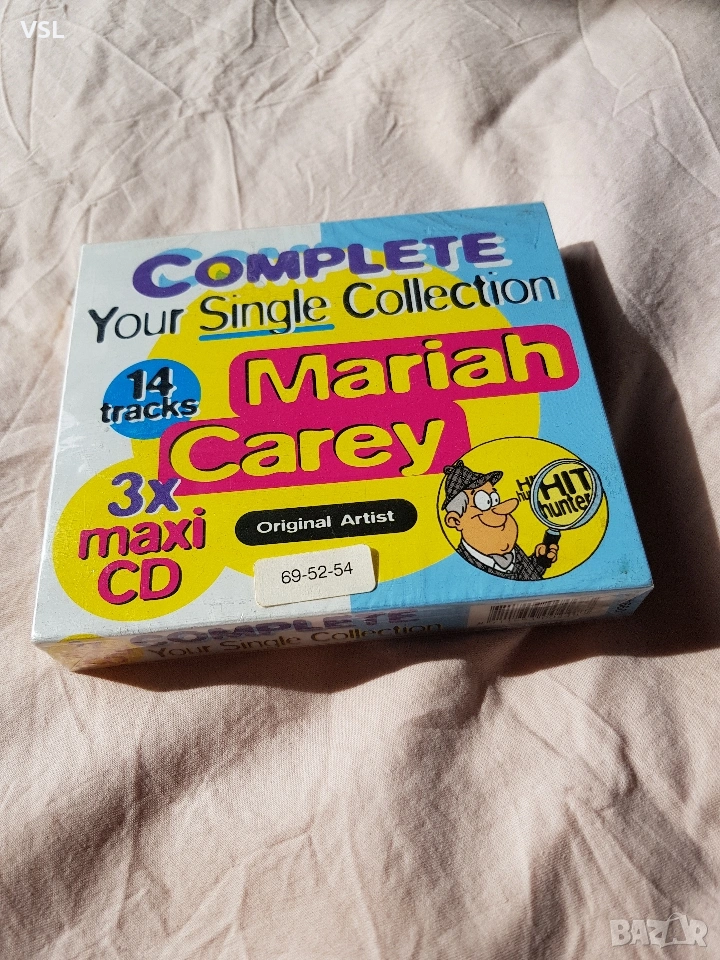 VSL
COMPLETE
Your Single Collection
14
tracks
Mariah
Carey
3x
maxi
CD
Original Artist
HIT
hunter
69-52-54
COMPLETE
Your Single Collection
BAZAR